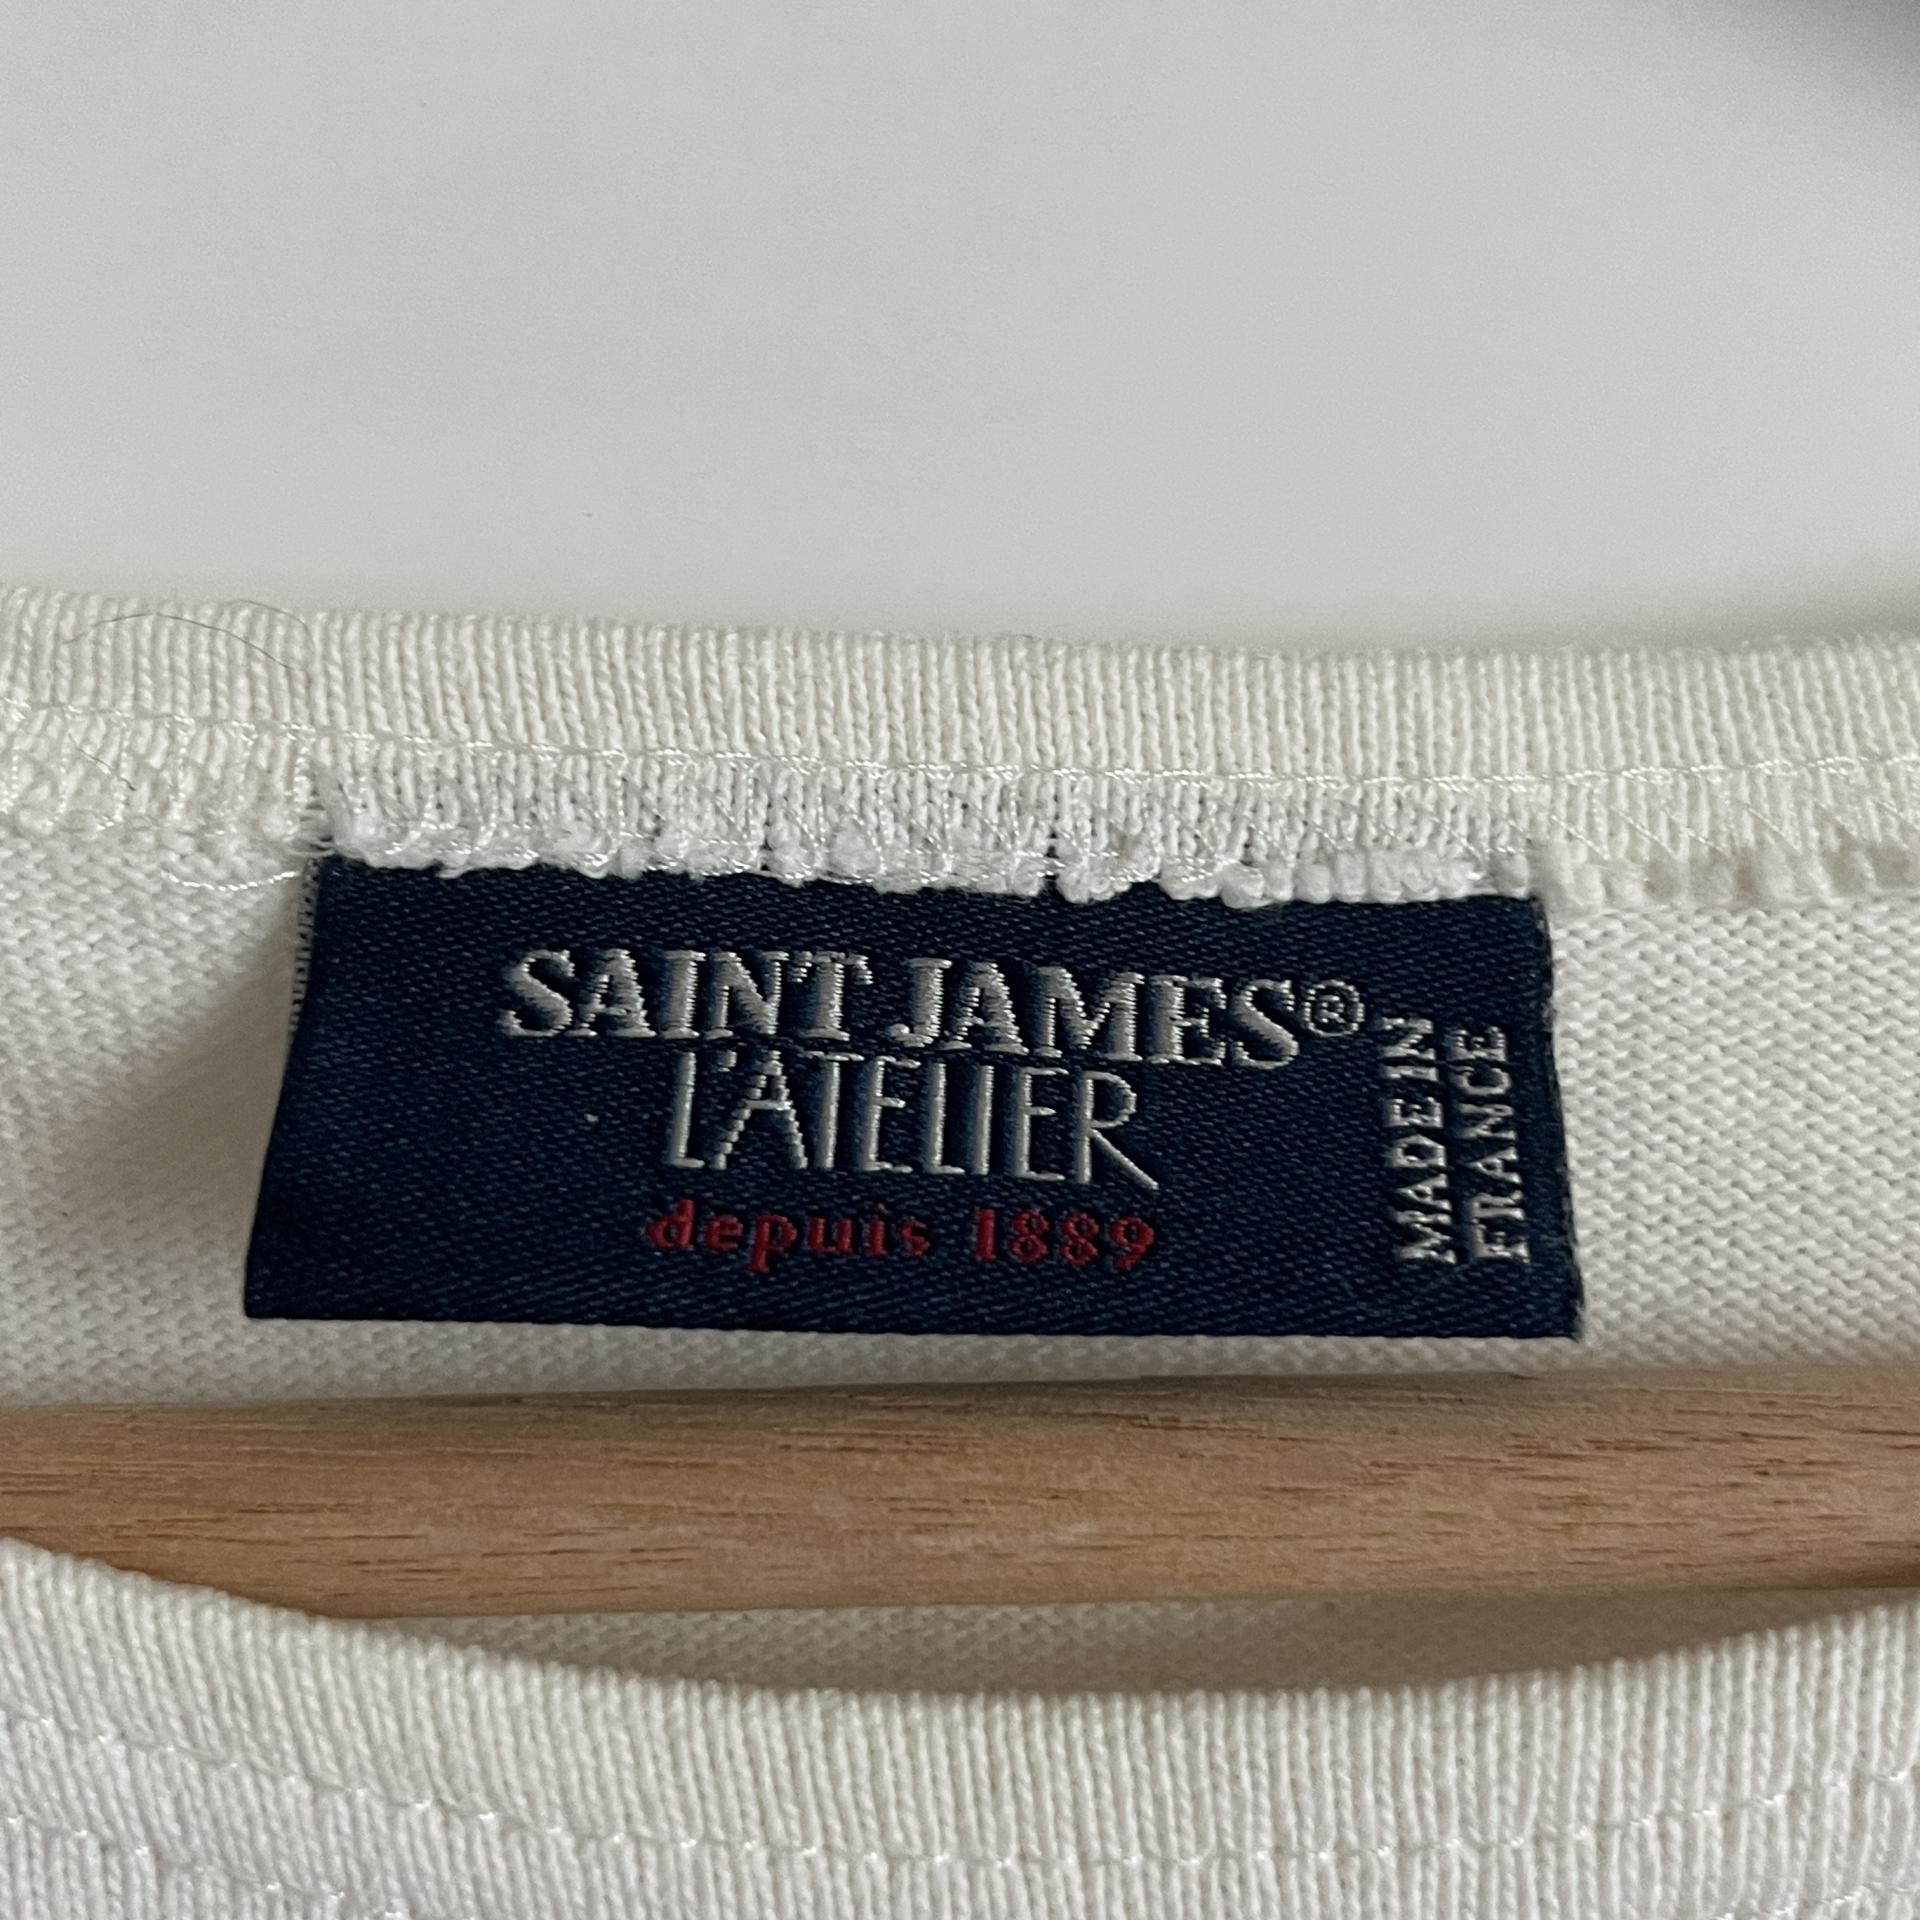 SAINT JAMES®
L'ATELIER
depuis 1889
MADE IN
FRANCE